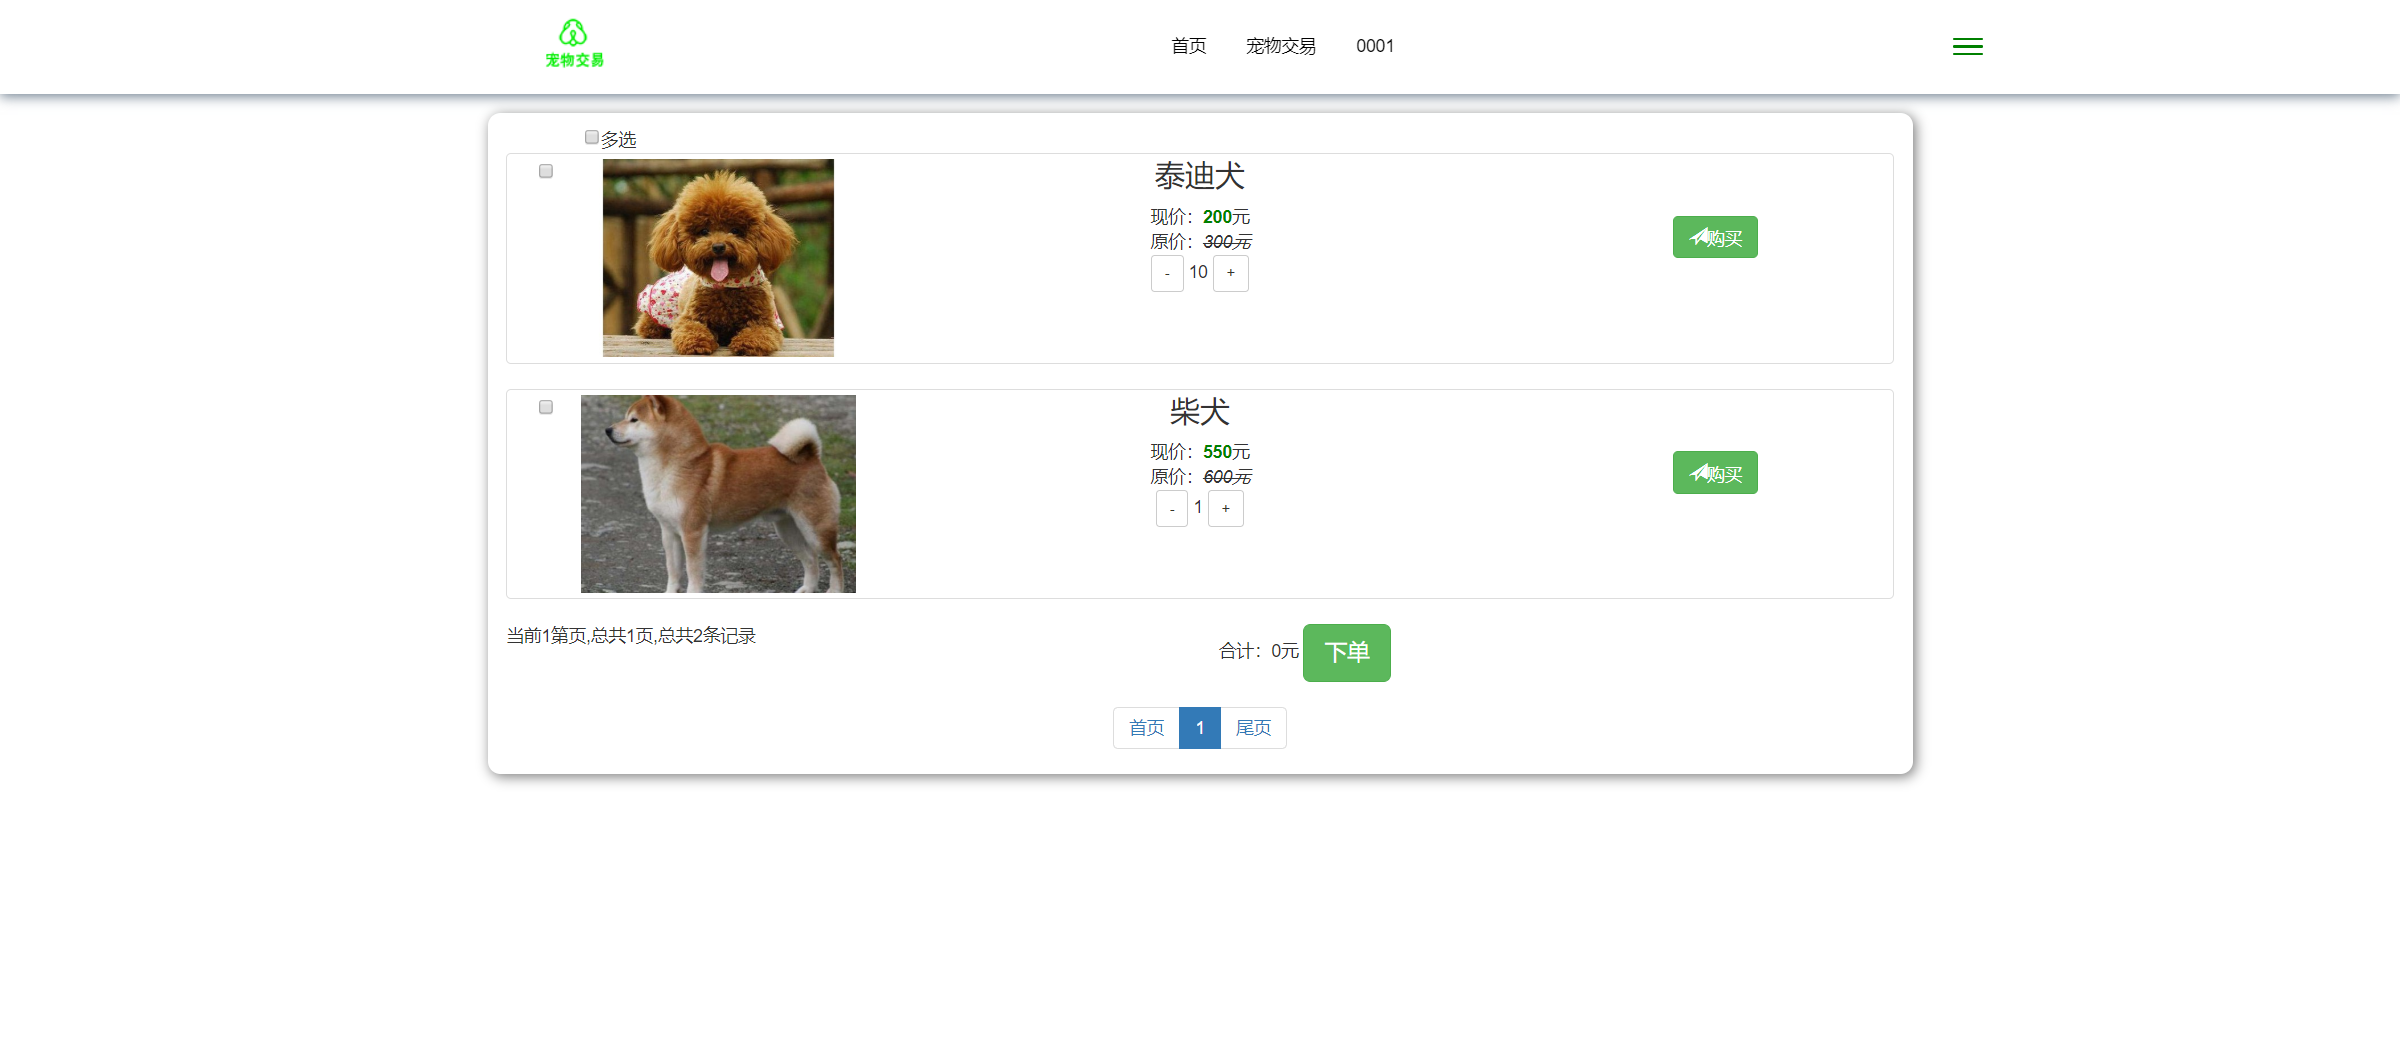 宠物交易
首页 宠物交易 0001
多选
泰迪犬
现价：200元
原价：300元
- 10 +
购买
柴犬
现价：550元
原价：600元
- 1 +
购买
当前1第页,总共1页,总共2条记录
合计：0元 下单
首页 1 尾页